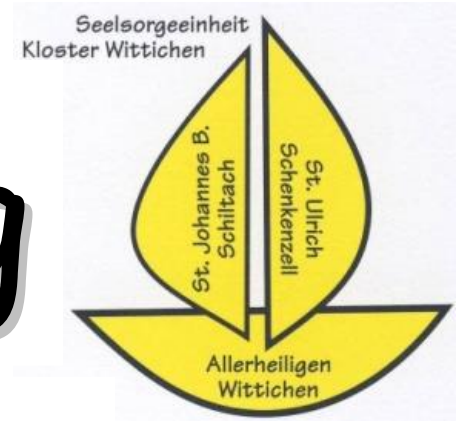 Seelsorgeeinheit
Kloster Wittichen
St. Johannes B.
Schiltach
St. Ulrich
Schenkenzell
Allerheiligen
Wittichen